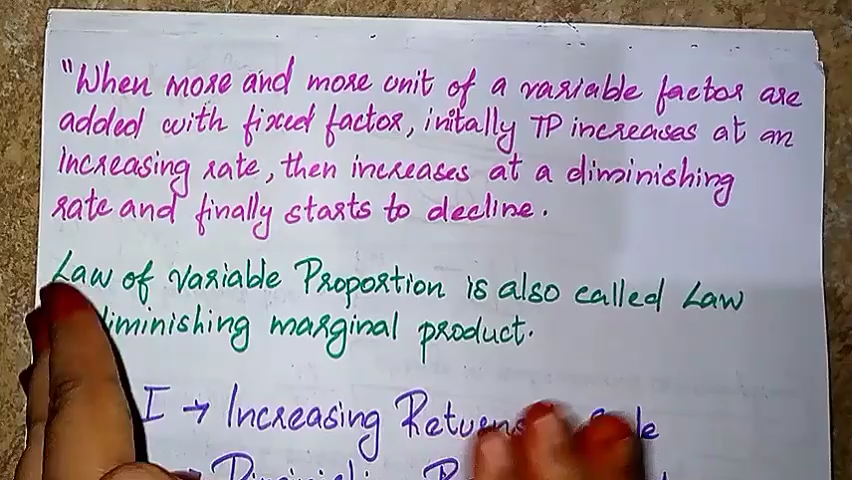 "When more and more unit of a variable factor are
added with fixed factor, initally TP increases at an
increasing rate, then increases at a diminishing
rate and finally starts to decline.
Law of Variable Proportion is also called Law
diminishing marginal product.
I → Increasing Returns
→